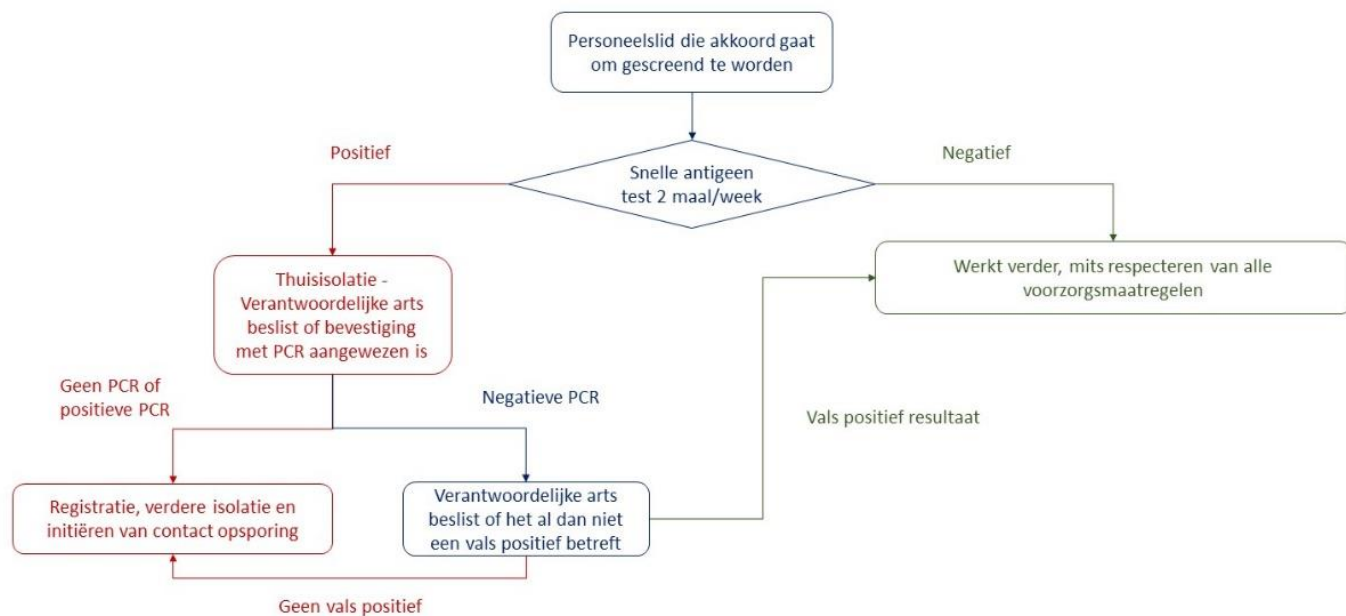 Personeelslid die akkoord gaat
om gescreend te worden
Positief
Negatief
Snelle antigeen
test 2 maal/week
Thuisisolatie -
Verantwoordelijke arts
beslist of bevestiging
met PCR aangewezen is
Werkt verder, mits respecteren van alle
voorzorgsmaatregelen
Geen PCR of
positieve PCR
Negatieve PCR
Vals positief resultaat
Registratie, verdere isolatie en
initiëren van contact opsporing
Verantwoordelijke arts
beslist of het al dan niet
een vals positief betreft
Geen vals positief